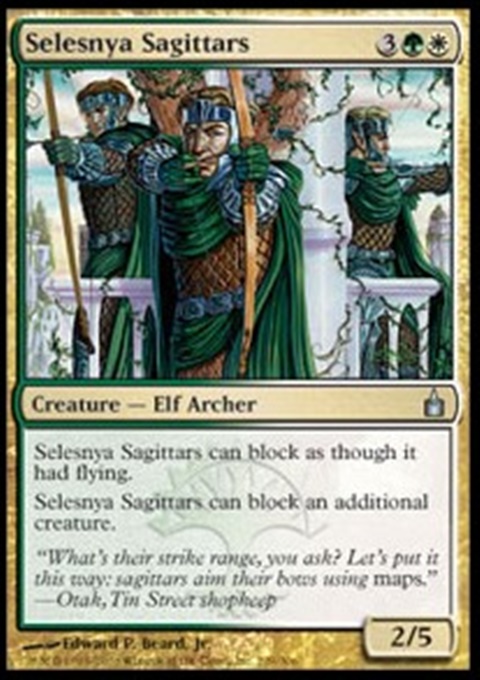 Selesnya Sagittars 3
Creature — Elf Archer
Selesnya Sagittars can block as though it
had flying.
Selesnya Sagittars can block an additional
creature.
“What's their strike range, you ask? Let's put it
this way: sagittars aim their bows using maps.”
—Otak, Tin Street shopkeep
Edward P. Beard, Jr.
2/5